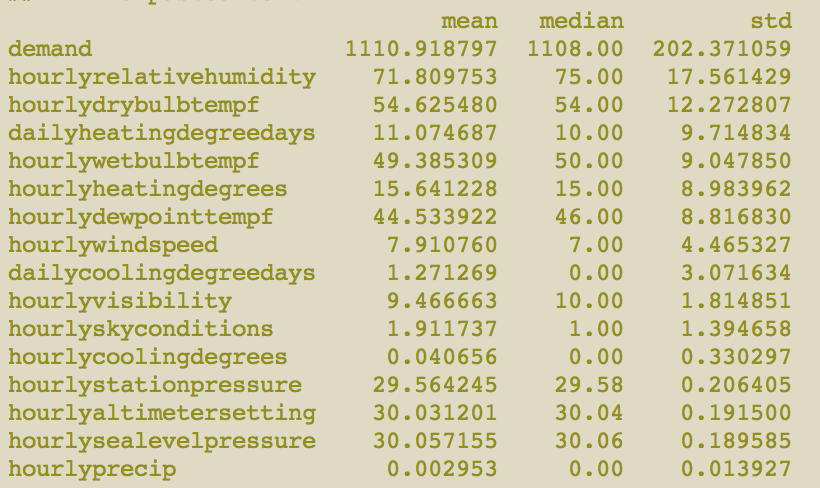 mean median std
demand 1110.918797 1108.00 202.371059
hourlyrelativehumidity 71.809753 75.00 17.561429
hourlydrybulbtempf 54.625480 54.00 12.272807
dailyheatingdegreedays 11.074687 10.00 9.714834
hourlywetbulbtempf 49.385309 50.00 9.047850
hourlyheatingdegrees 15.641228 15.00 8.983962
hourlydewpointtempf 44.533922 46.00 8.816830
hourlywindspeed 7.910760 7.00 4.465327
dailycoolingdegreedays 1.271269 0.00 3.071634
hourlyvisibility 9.466663 10.00 1.814851
hourlyskyconditions 1.911737 1.00 1.394658
hourlycoolingdegrees 0.040656 0.00 0.330297
hourlystationpressure 29.564245 29.58 0.206405
hourlyaltimetersetting 30.031201 30.04 0.191500
hourlysealevelpressure 30.057155 30.06 0.189585
hourlyprecip 0.002953 0.00 0.013927